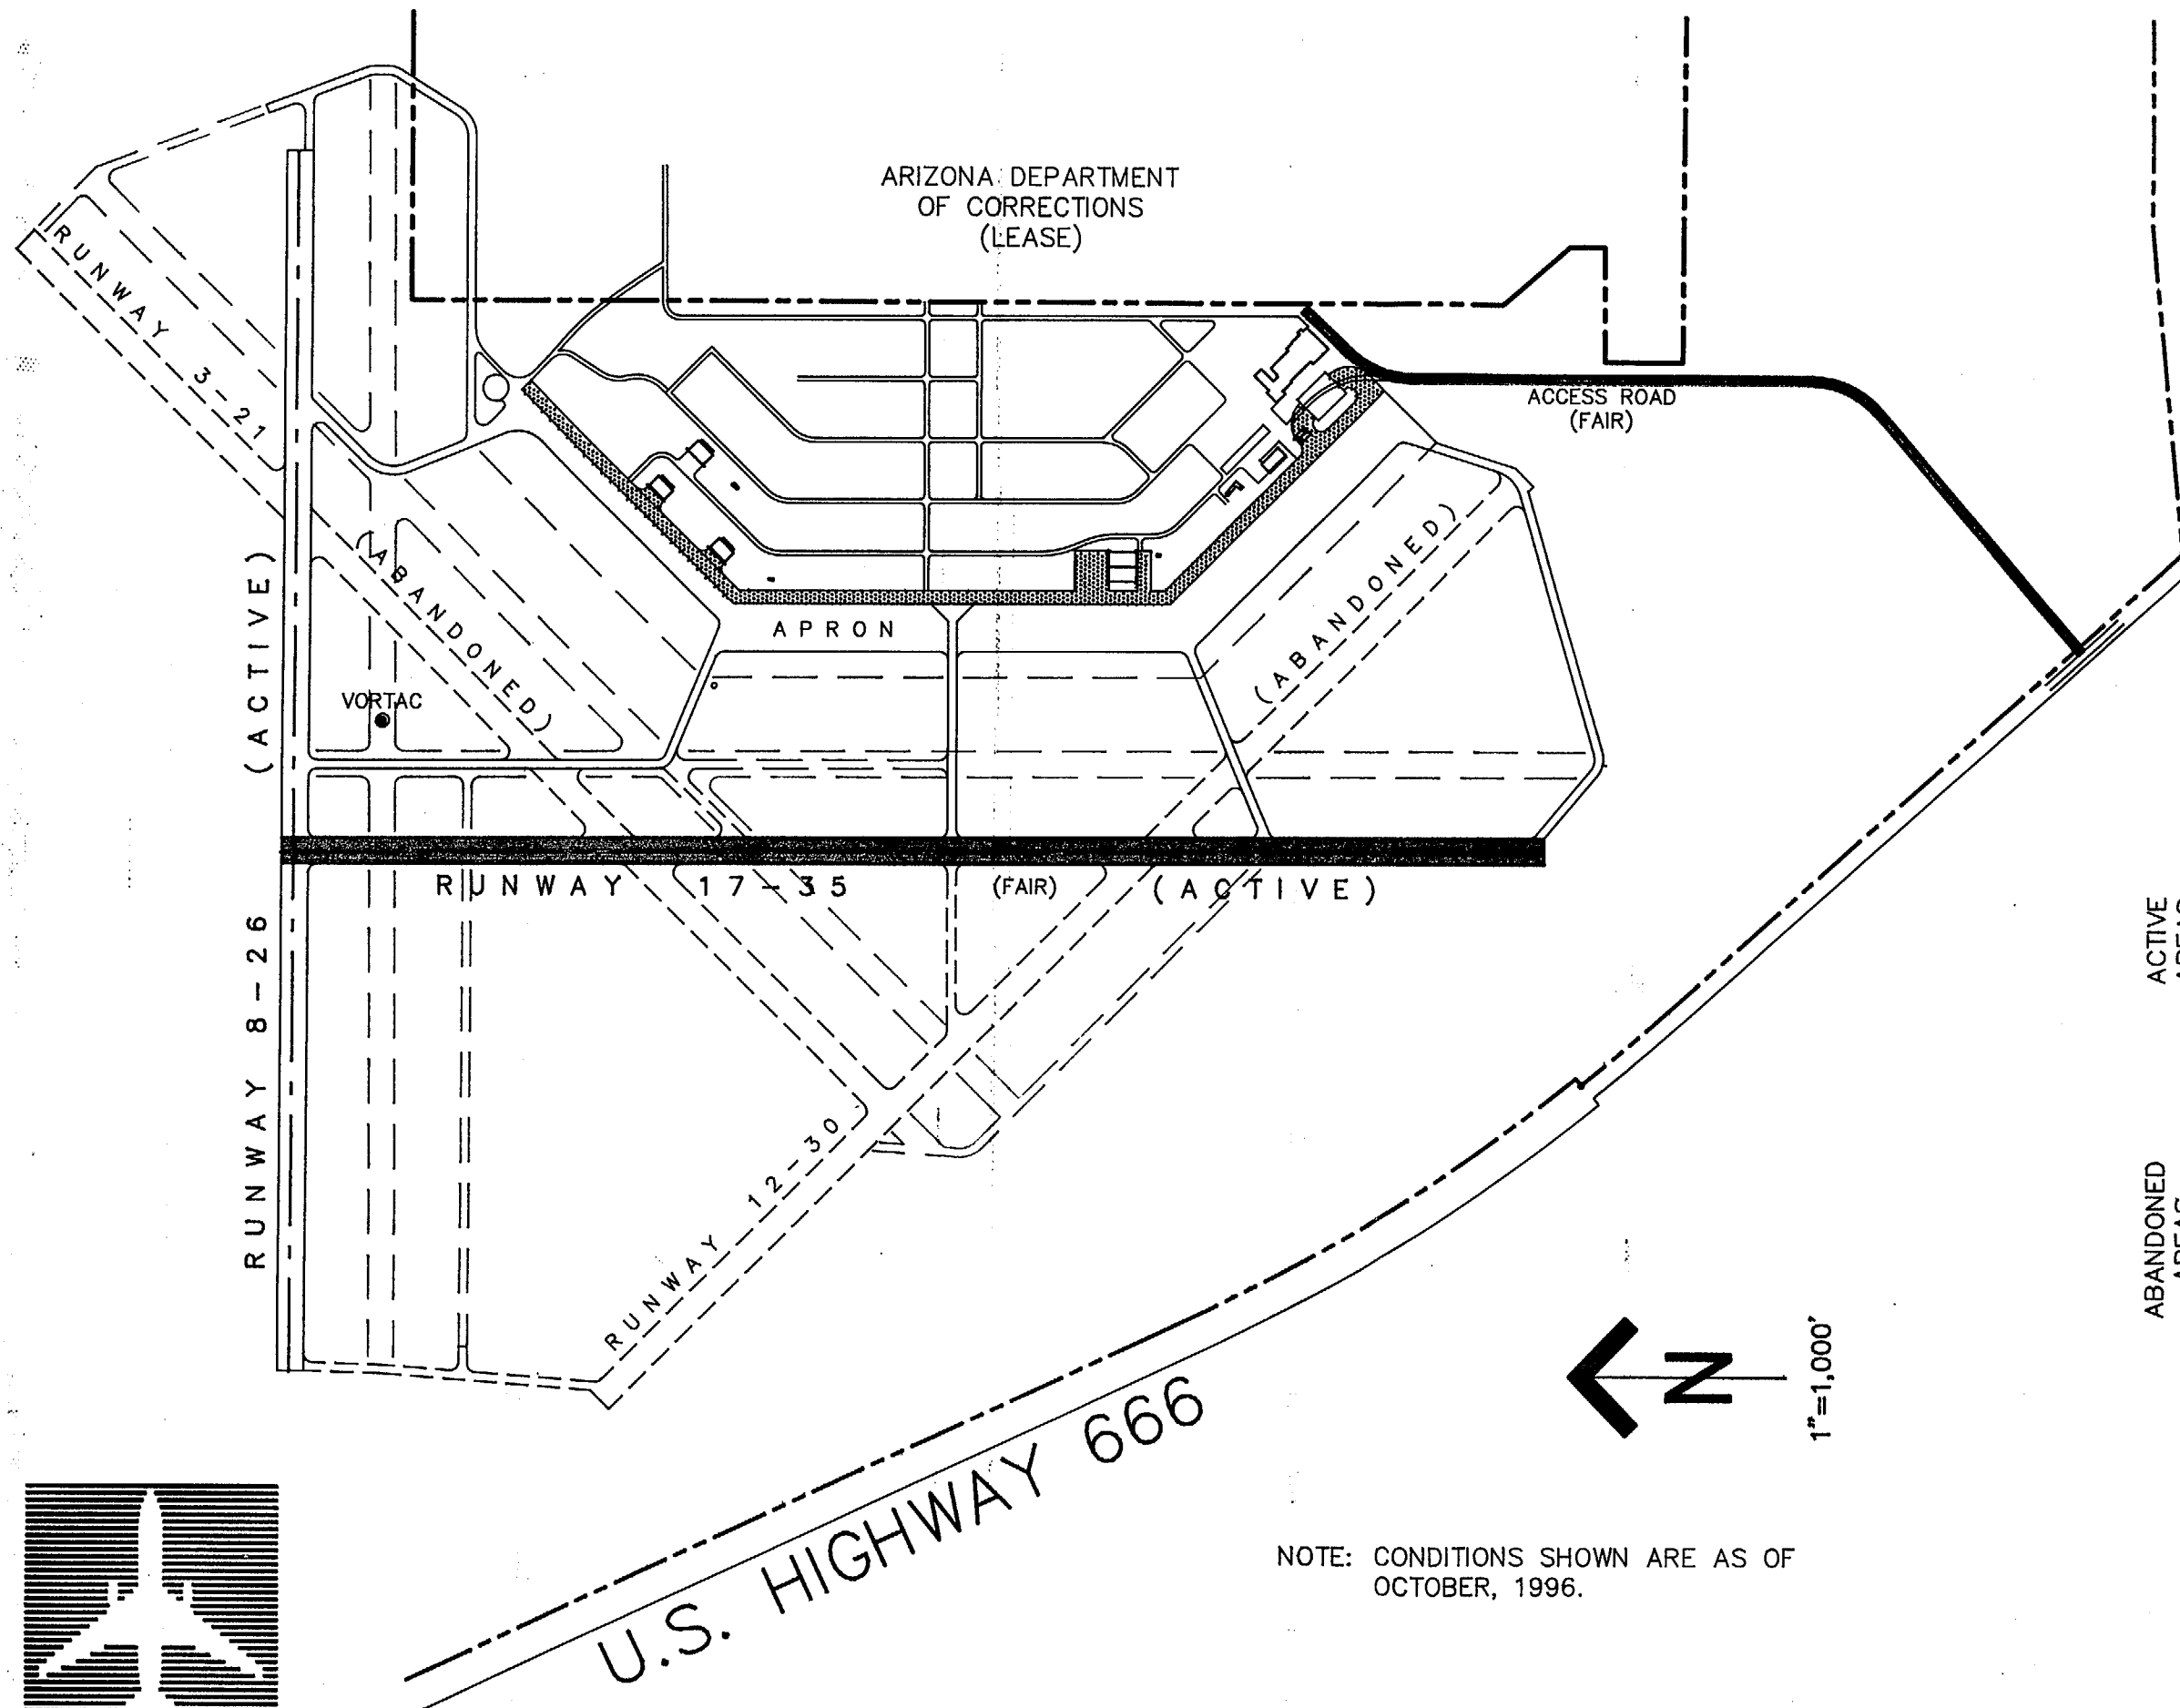 ARIZONA DEPARTMENT
OF CORRECTIONS
(LEASE)
RUNWAY 3-21
(ABANDONED)
ACCESS ROAD
(FAIR)
(ABANDONED)
APRON
VORTAC
RUNWAY 8-26 (ACTIVE)
RUNWAY 17-35 (FAIR) (ACTIVE)
RUNWAY 12-30
ACTIVE
ABANDONED
U.S. HIGHWAY 666
N
1"=1,000'
NOTE: CONDITIONS SHOWN ARE AS OF
OCTOBER, 1996.